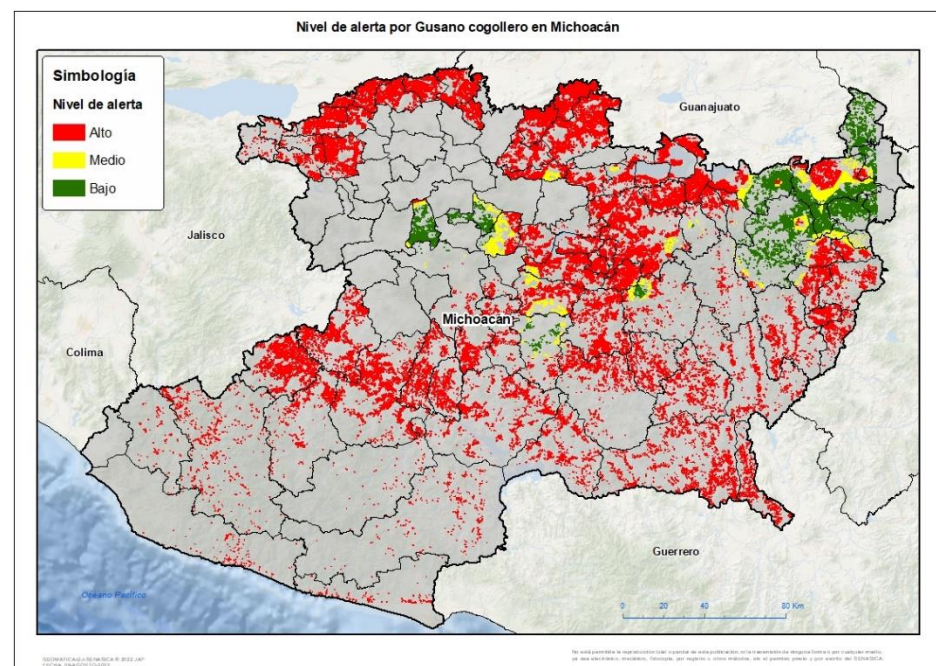 Nivel de alerta por Gusano cogollero en Michoacán
Simbología
Nivel de alerta
Alto
Medio
Bajo
Guanajuato
Jalisco
Michoacán
Colima
Guerrero
Océano Pacífico
0 20 40 80 Km